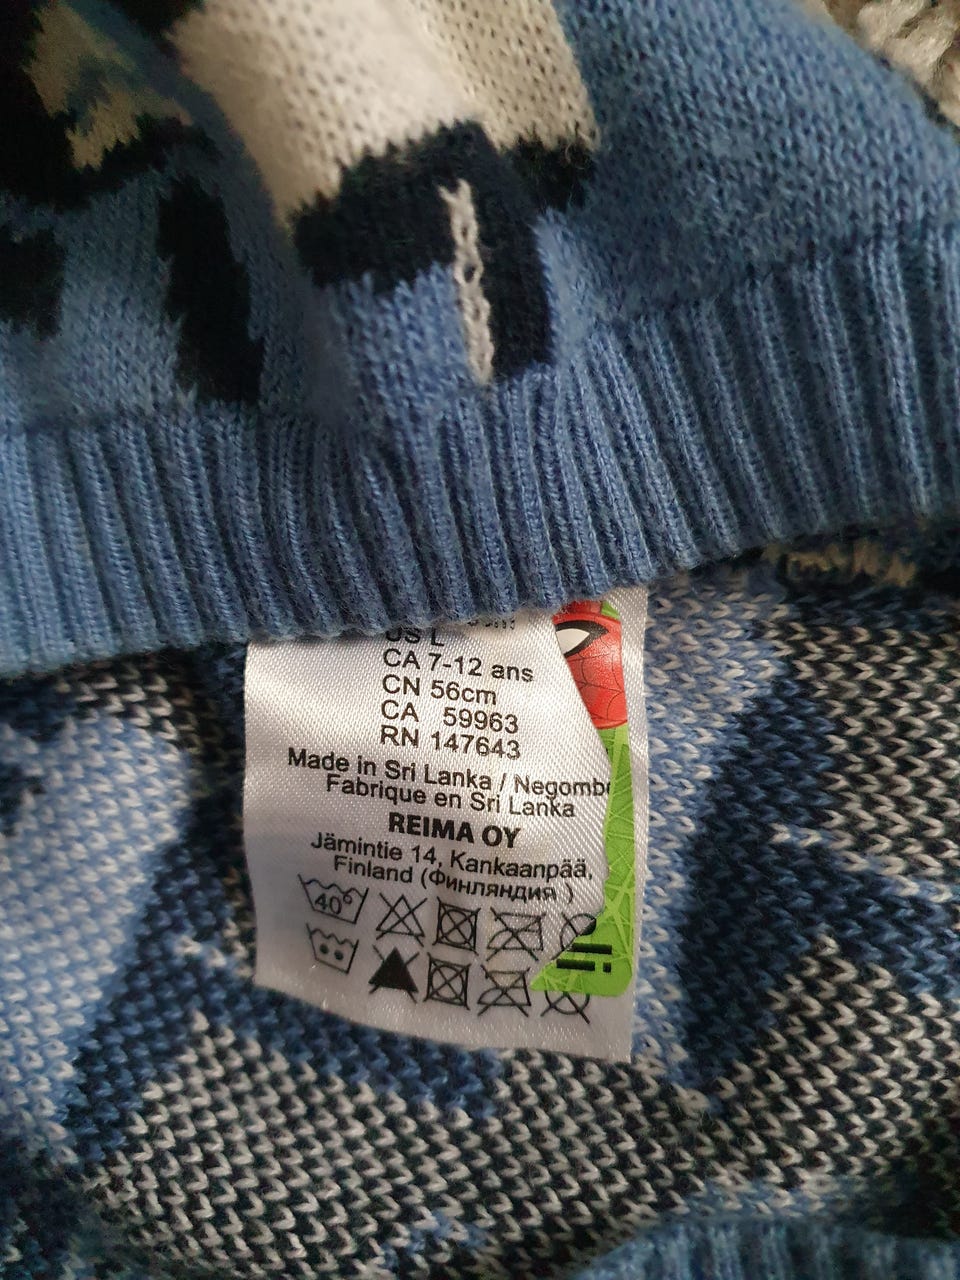 US L
CA 7-12 ans
CN 56cm
CA 59963
RN 147643
Made in Sri Lanka / Negombo
Fabrique en Sri Lanka
REIMA OY
Jämintie 14, Kankaanpää,
Finland (Финляндия )
40°